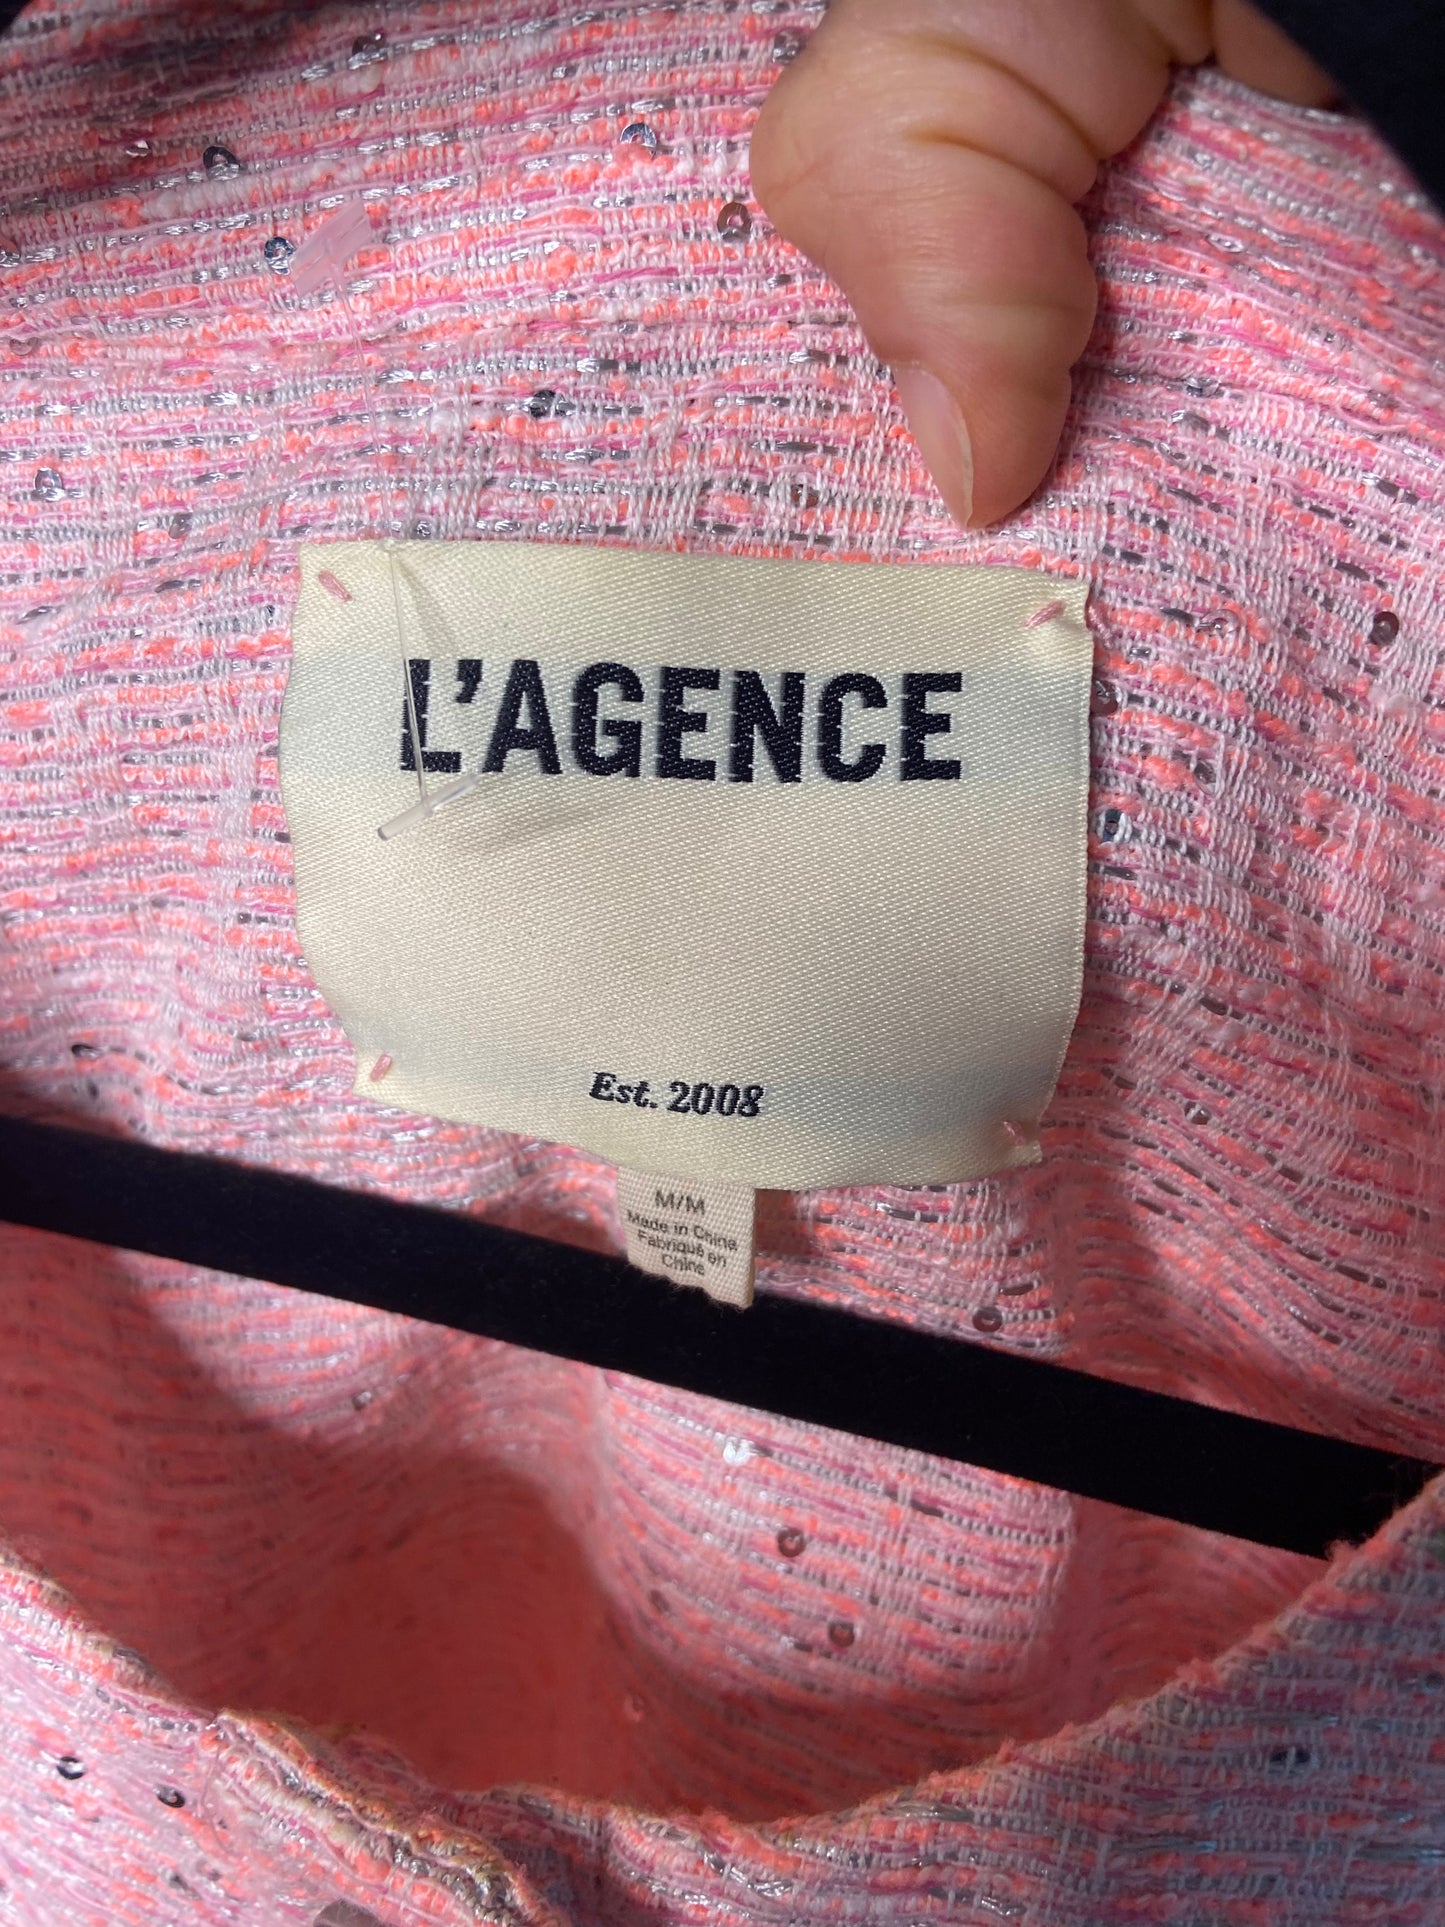 L'AGENCE
Est. 2008
M/M
Made in China
Fabriqué en
Chine